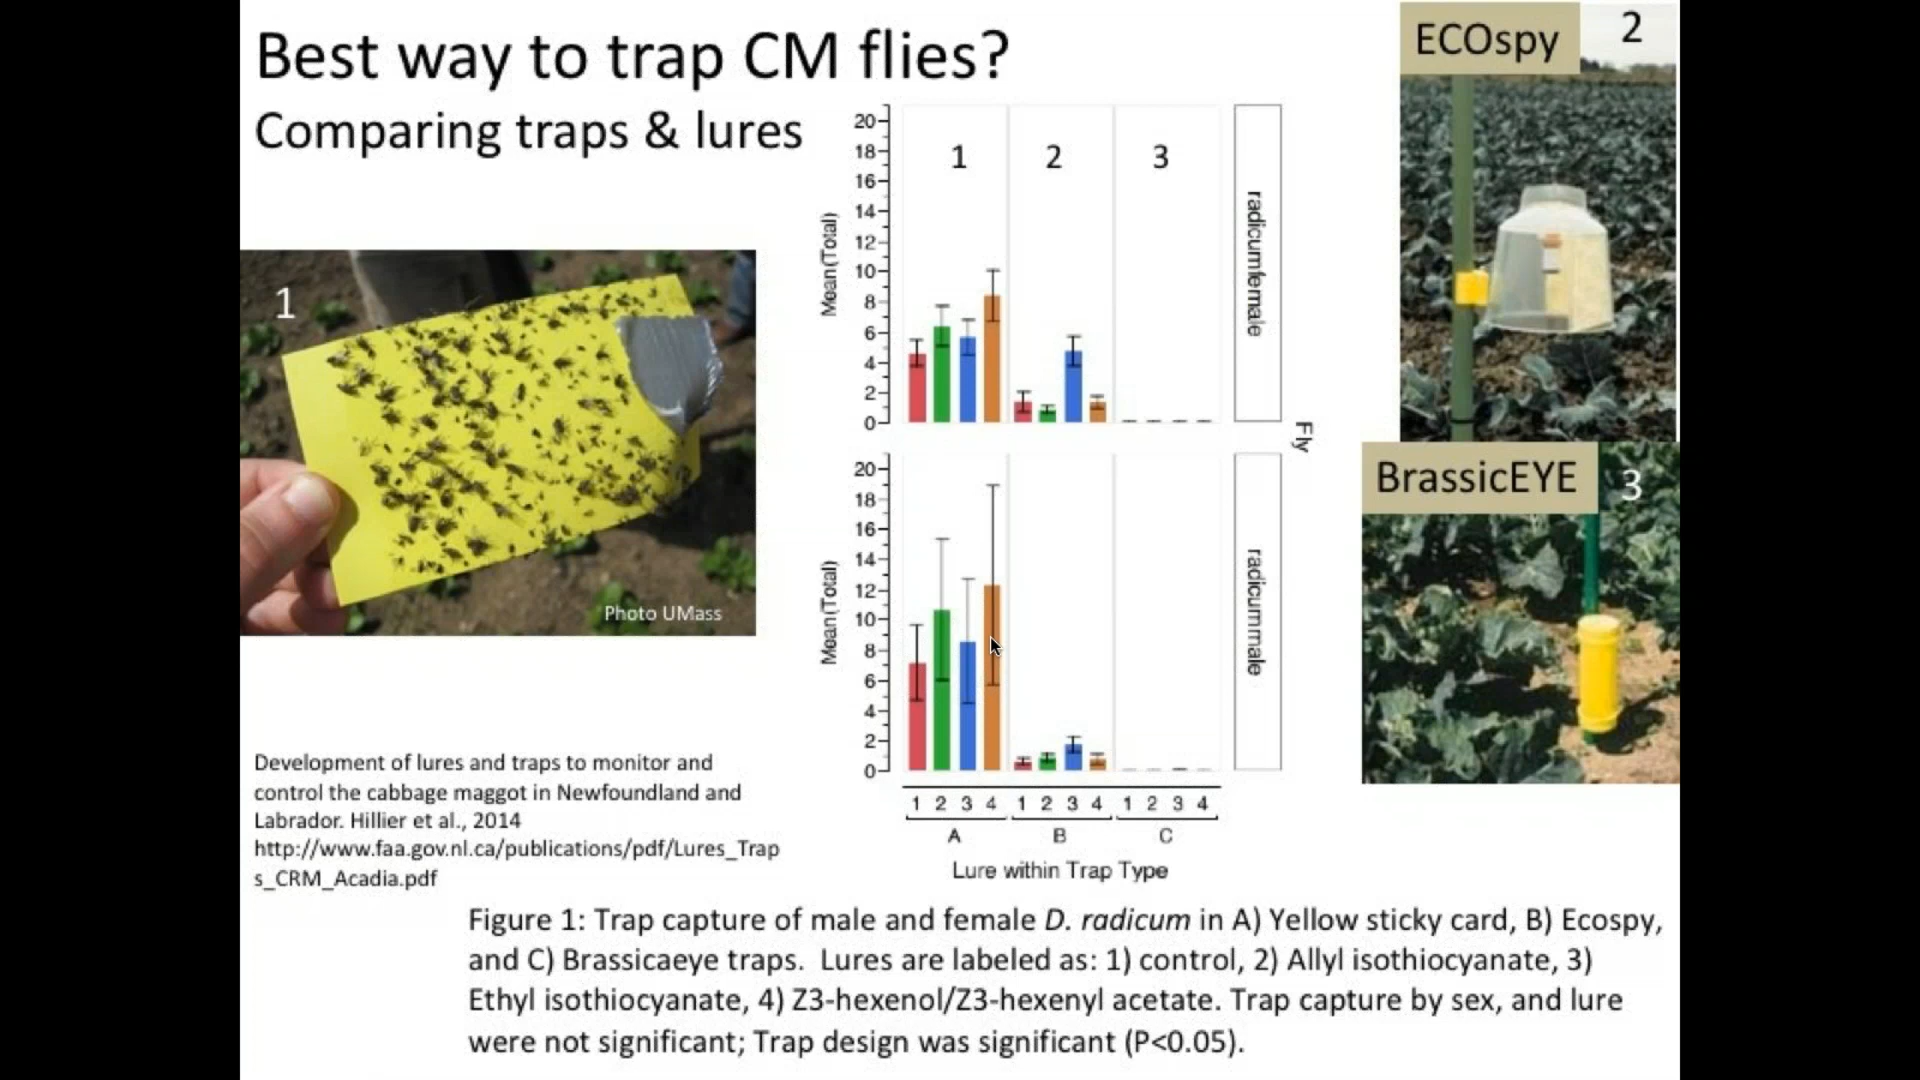 Best way to trap CM flies?
Comparing traps & lures
ECOspy
2
1
Photo UMass
Mean(Total)
20
18
16
14
12
10
8
6
4
2
0
1 2 3
radicumfemale
Mean(Total)
20
18
16
14
12
10
8
6
4
2
0
radicummale
Fly
1 2 3 4 1 2 3 4 1 2 3 4
A B C
Lure within Trap Type
BrassicEYE
3
Development of lures and traps to monitor and
control the cabbage maggot in Newfoundland and
Labrador. Hillier et al., 2014
http://www.faa.gov.nl.ca/publications/pdf/Lures_Trap
s_CRM_Acadia.pdf
Figure 1: Trap capture of male and female D. radicum in A) Yellow sticky card, B) Ecospy,
and C) Brassicaeye traps. Lures are labeled as: 1) control, 2) Allyl isothiocyanate, 3)
Ethyl isothiocyanate, 4) Z3-hexenol/Z3-hexenyl acetate. Trap capture by sex, and lure
were not significant; Trap design was significant (P<0.05).